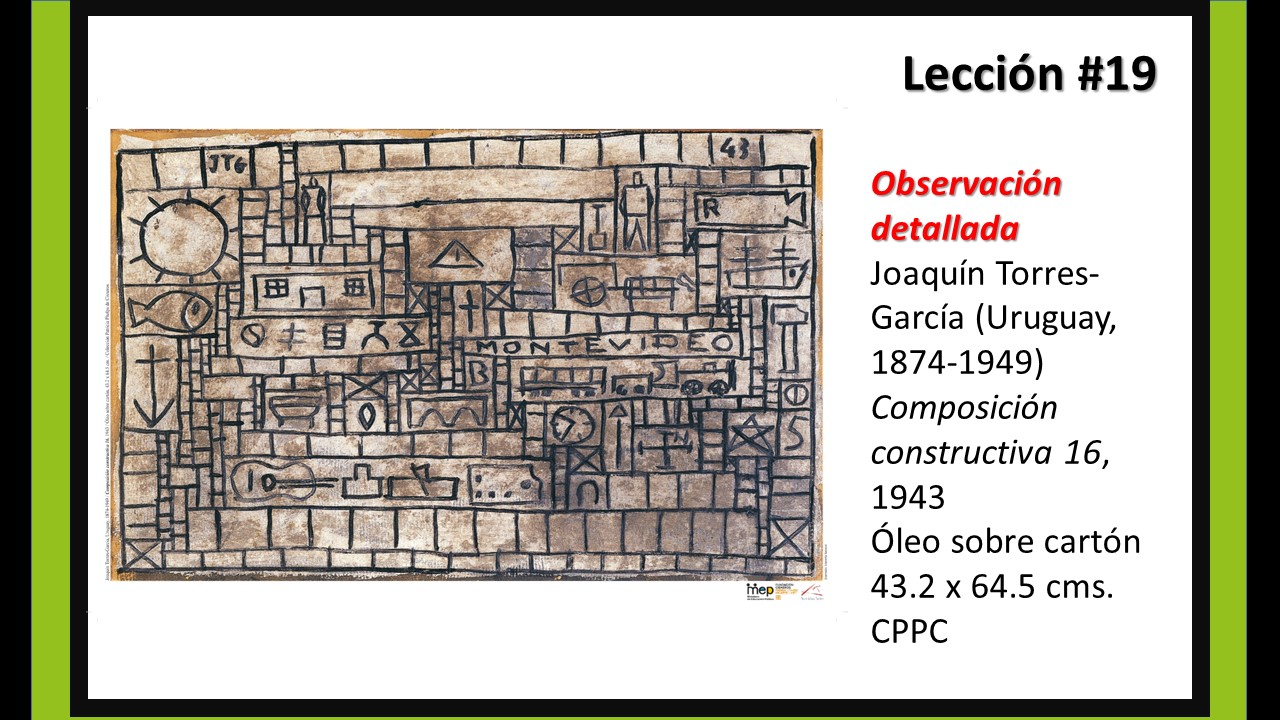 Lección #19
Observación
detallada
Joaquín Torres-
García (Uruguay,
1874-1949)
Composición
constructiva 16,
1943
Óleo sobre cartón
43.2 x 64.5 cms.
CPPC
JTG
43
R
MONTEVIDEO
B
S
mep